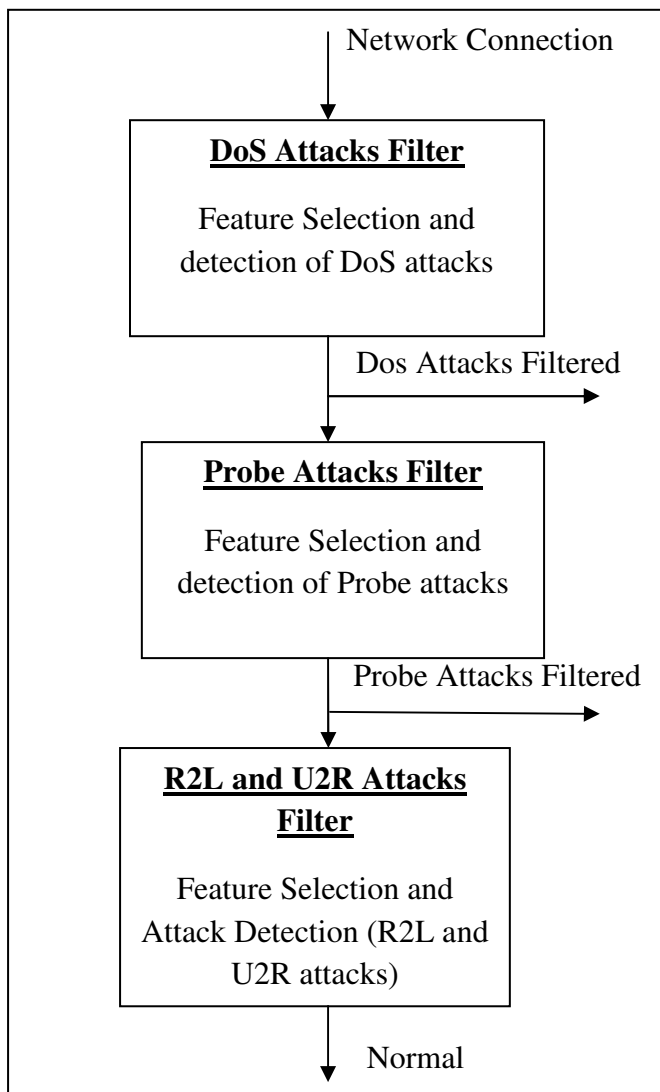 Network Connection
DoS Attacks Filter
Feature Selection and
detection of DoS attacks
Dos Attacks Filtered
Probe Attacks Filter
Feature Selection and
detection of Probe attacks
Probe Attacks Filtered
R2L and U2R Attacks
Filter
Feature Selection and
Attack Detection (R2L and
U2R attacks)
Normal